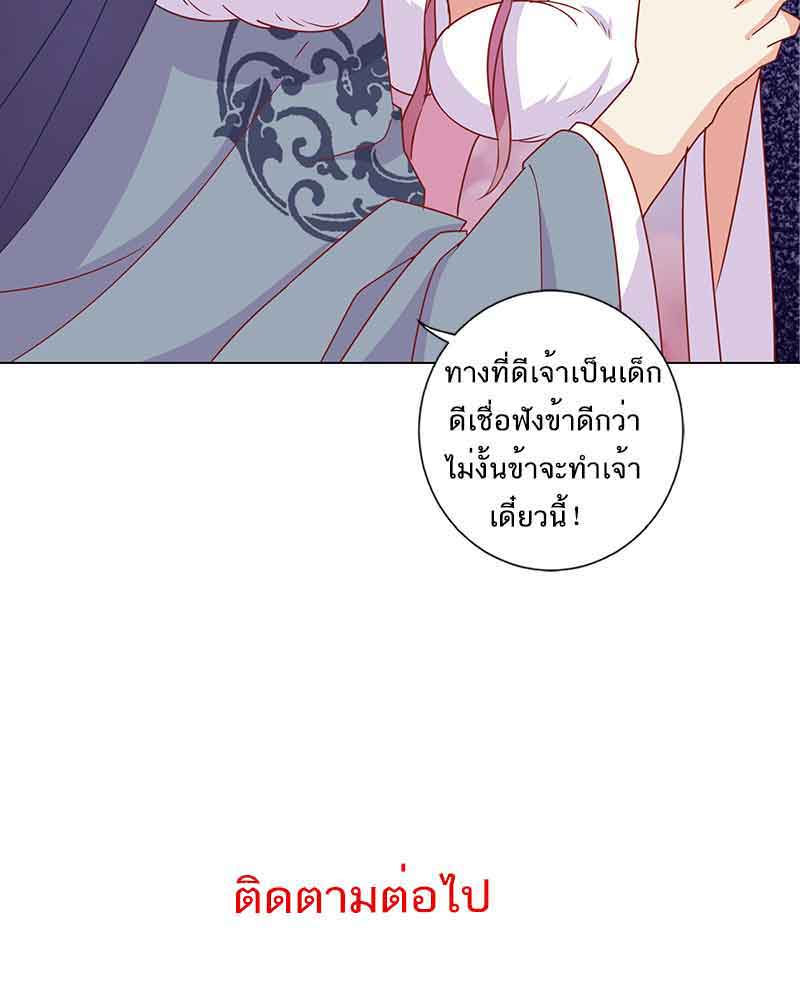 ทางที่ดีเจ้าเป็นเด็ก
ดีเชื่อฟังข้าดีกว่า
ไม่งั้นข้าจะทำเจ้า
เดี๋ยวนี้ !
ติดตามต่อไป